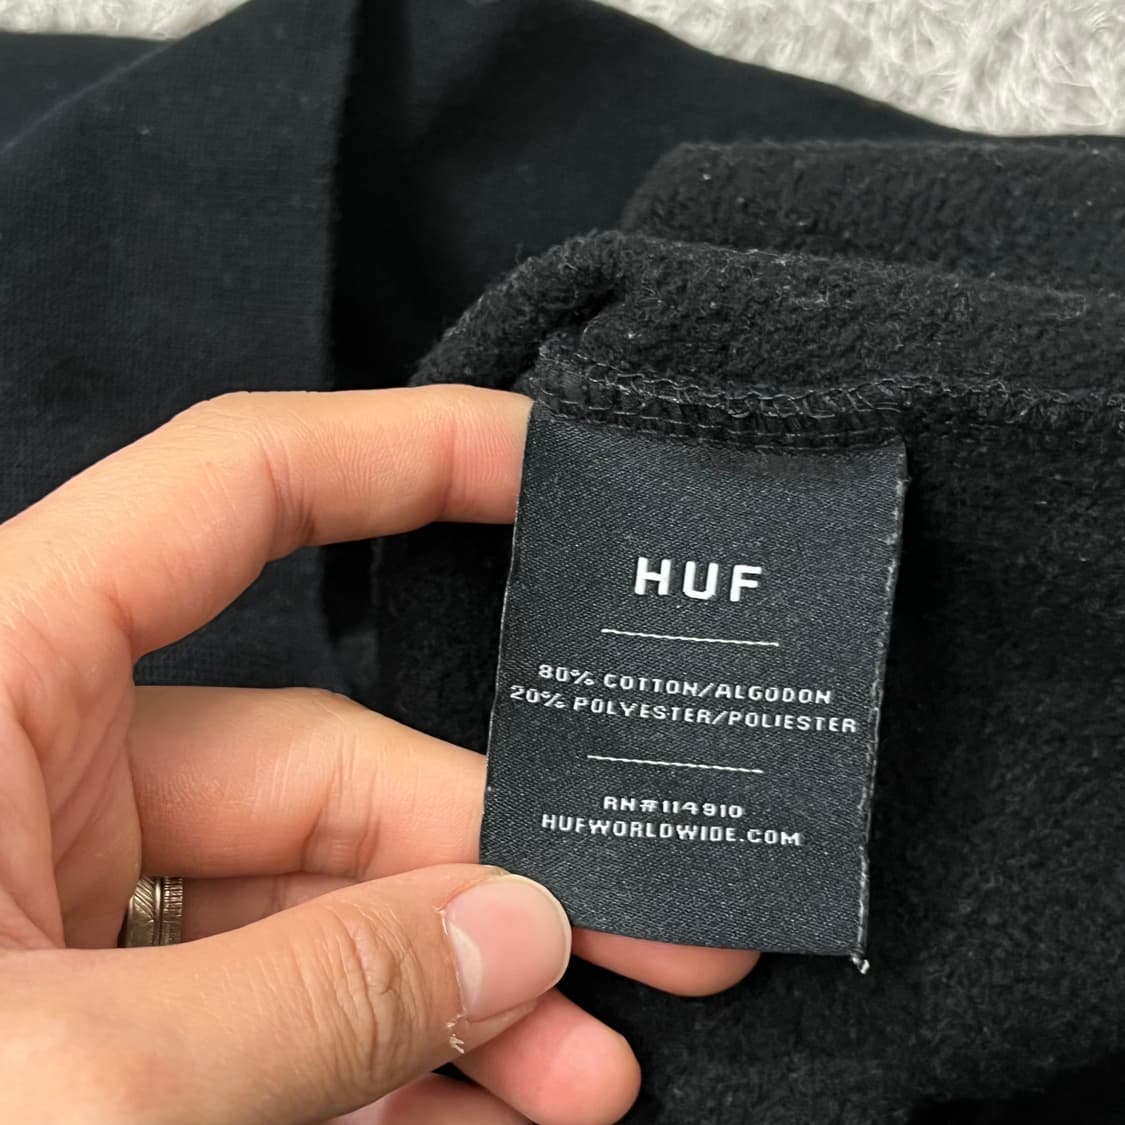 HUF
80% COTTON/ALGODON
20% POLYESTER/POLIESTER
RN#114910
HUFWORLDWIDE.COM